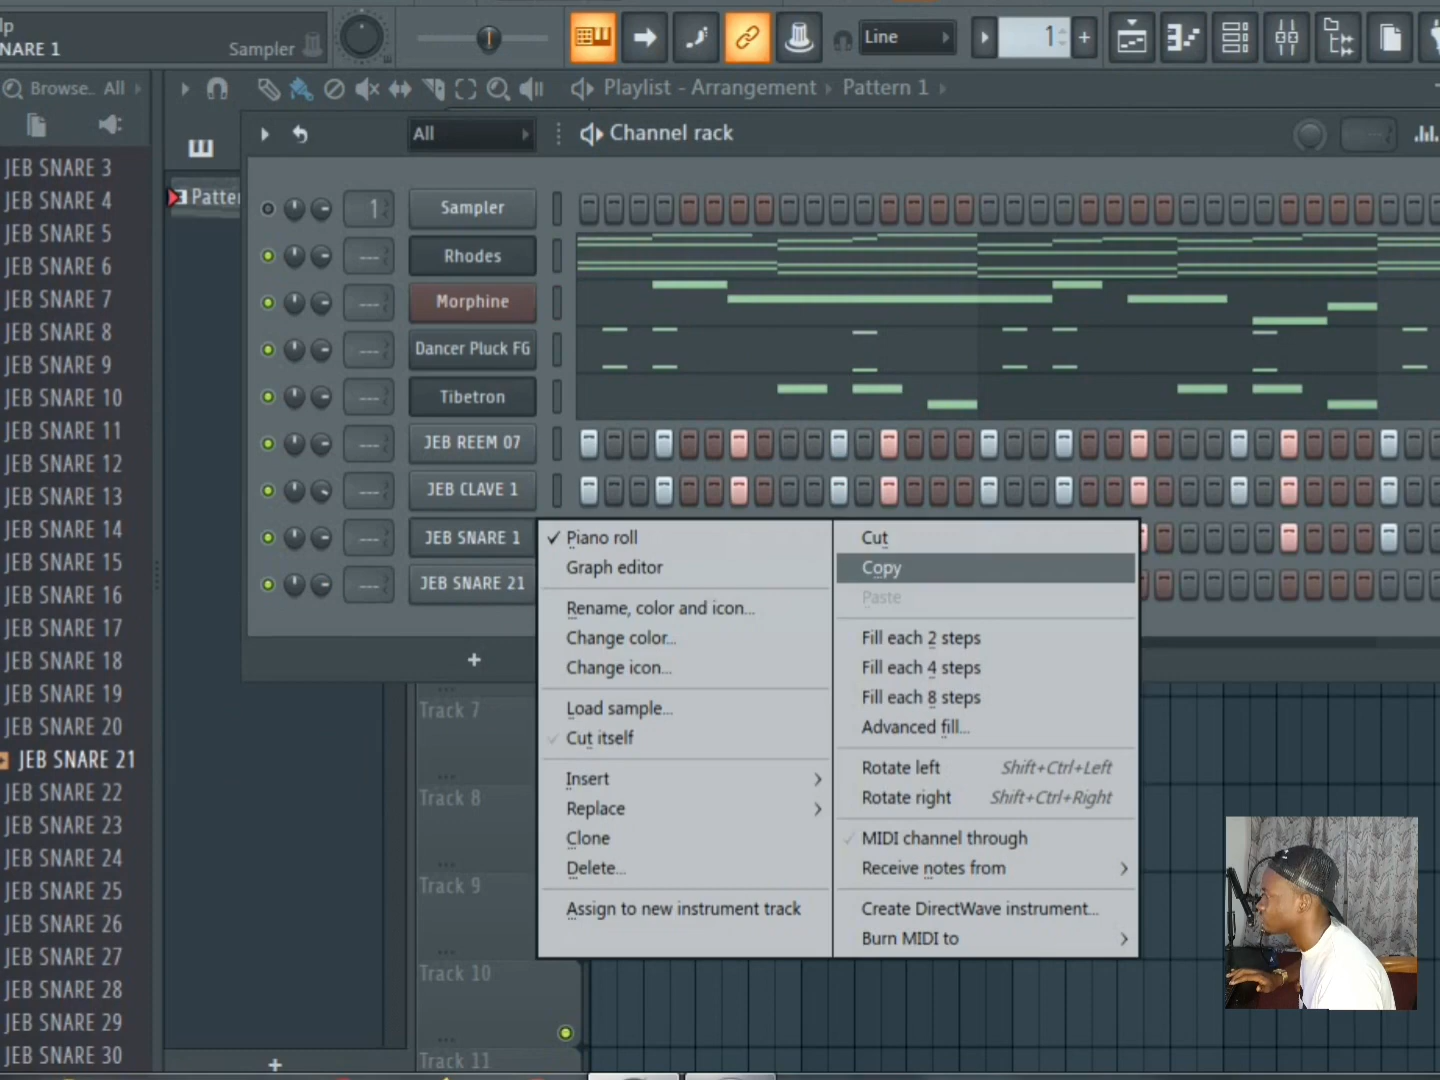 lp
NARE 1
Sampler
Line
1
Browse.. All
Playlist - Arrangement › Pattern 1 ›
All
Channel rack
JEB SNARE 3
JEB SNARE 4
JEB SNARE 5
JEB SNARE 6
JEB SNARE 7
JEB SNARE 8
JEB SNARE 9
JEB SNARE 10
JEB SNARE 11
JEB SNARE 12
JEB SNARE 13
JEB SNARE 14
JEB SNARE 15
JEB SNARE 16
JEB SNARE 17
JEB SNARE 18
JEB SNARE 19
JEB SNARE 20
JEB SNARE 21
JEB SNARE 22
JEB SNARE 23
JEB SNARE 24
JEB SNARE 25
JEB SNARE 26
JEB SNARE 27
JEB SNARE 28
JEB SNARE 29
JEB SNARE 30
Patte
1
Sampler
--- Rhodes
--- Morphine
--- Dancer Pluck FG
--- Tibetron
--- JEB REEM 07
--- JEB CLAVE 1
--- JEB SNARE 1
--- JEB SNARE 21
+
Piano roll
Graph editor
Rename, color and icon...
Change color...
Change icon...
Load sample...
Cut itself
Insert
Replace
Clone
Delete...
Assign to new instrument track
Cut
Copy
Paste
Fill each 2 steps
Fill each 4 steps
Fill each 8 steps
Advanced fill...
Rotate left Shift+Ctrl+Left
Rotate right Shift+Ctrl+Right
MIDI channel through
Receive notes from
Create DirectWave instrument...
Burn MIDI to
Track 7
Track 8
Track 9
Track 10
Track 11
+